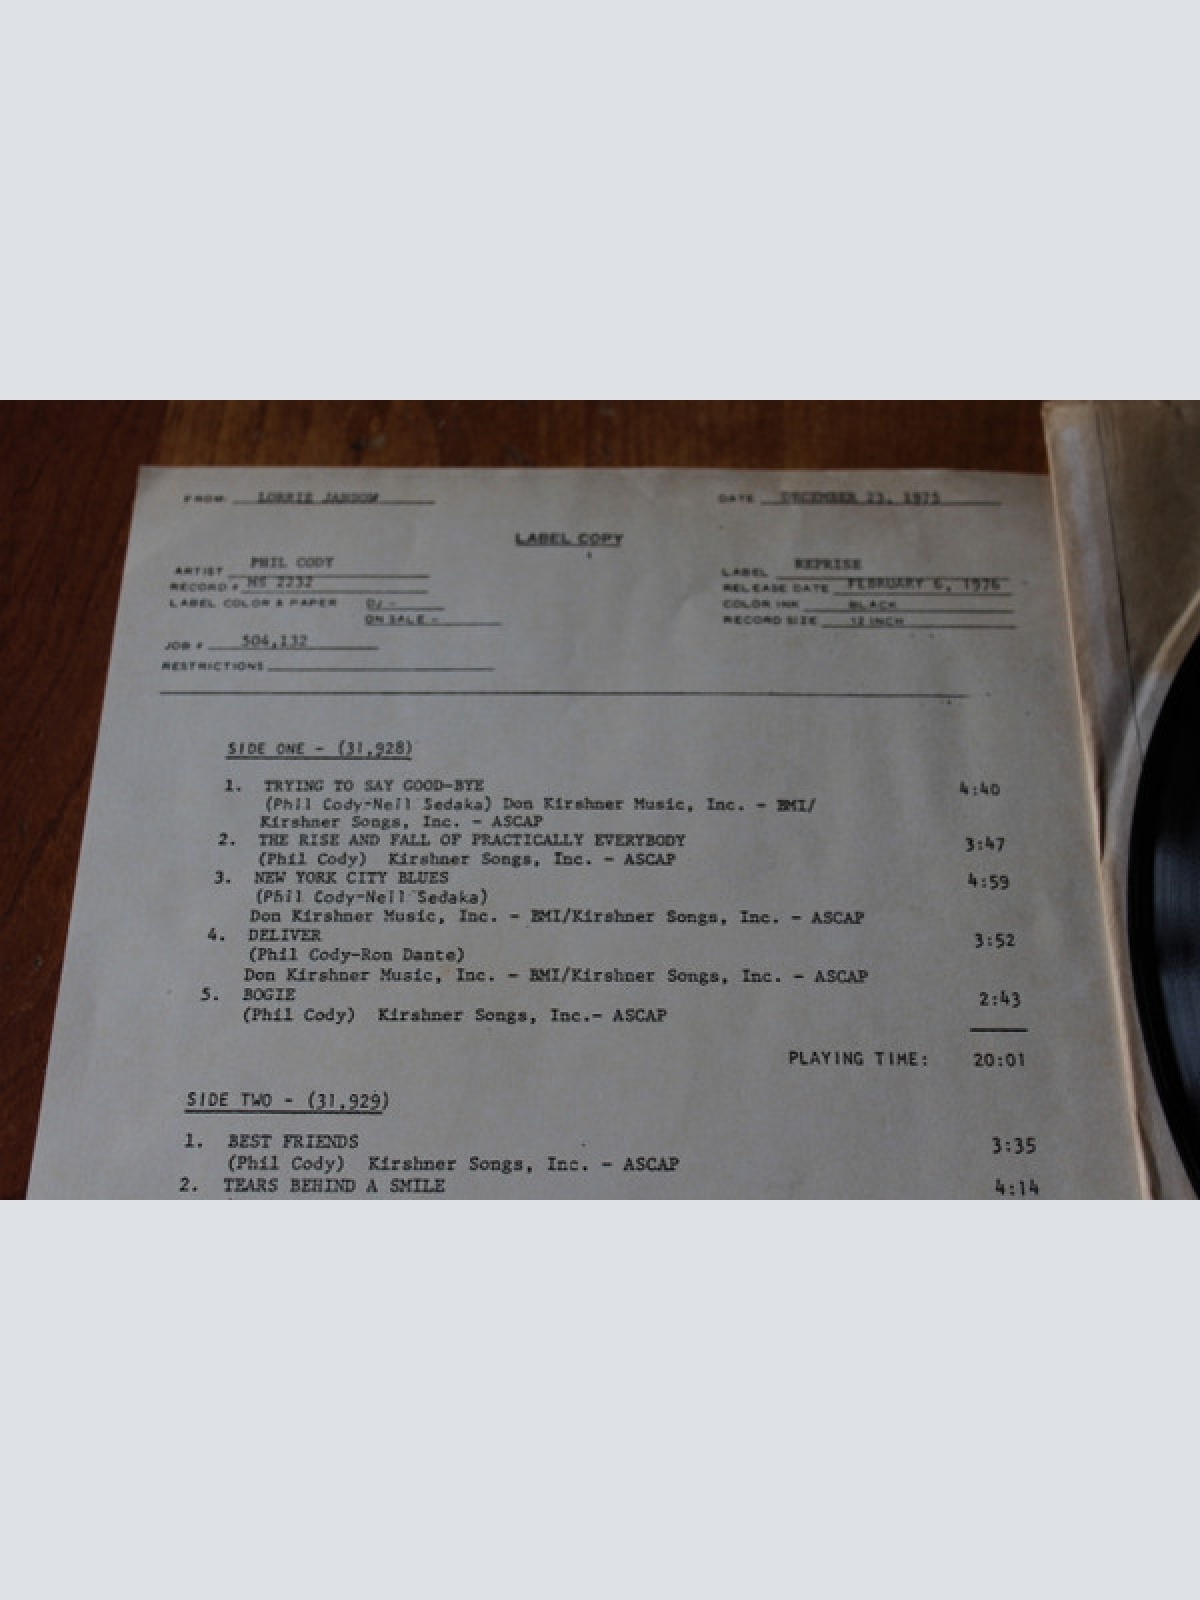 FROM: LORRIE JANSON DATE DECEMBER 23, 1975
LABEL COPY
ARTIST PHIL CODY LABEL REPRISE
RECORD # MS 2232 RELEASE DATE FEBRUARY 6, 1976
LABEL COLOR & PAPER DJ - COLOR INK BLACK
ON SALE - RECORD SIZE 12 INCH
JOB # 504,132
RESTRICTIONS
SIDE ONE - (31,928)
1. TRYING TO SAY GOOD-BYE 4:40
(Phil Cody-Neil Sedaka) Don Kirshner Music, Inc. - BMI/
Kirshner Songs, Inc. - ASCAP
2. THE RISE AND FALL OF PRACTICALLY EVERYBODY 3:47
(Phil Cody) Kirshner Songs, Inc. - ASCAP
3. NEW YORK CITY BLUES 4:59
(Phil Cody-Neil Sedaka)
Don Kirshner Music, Inc. - BMI/Kirshner Songs, Inc. - ASCAP
4. DELIVER 3:52
(Phil Cody-Ron Dante)
Don Kirshner Music, Inc. - BMI/Kirshner Songs, Inc. - ASCAP
5. BOGIE 2:43
(Phil Cody) Kirshner Songs, Inc.- ASCAP
PLAYING TIME: 20:01
SIDE TWO - (31,929)
1. BEST FRIENDS 3:35
(Phil Cody) Kirshner Songs, Inc. - ASCAP
2. TEARS BEHIND A SMILE 4:14